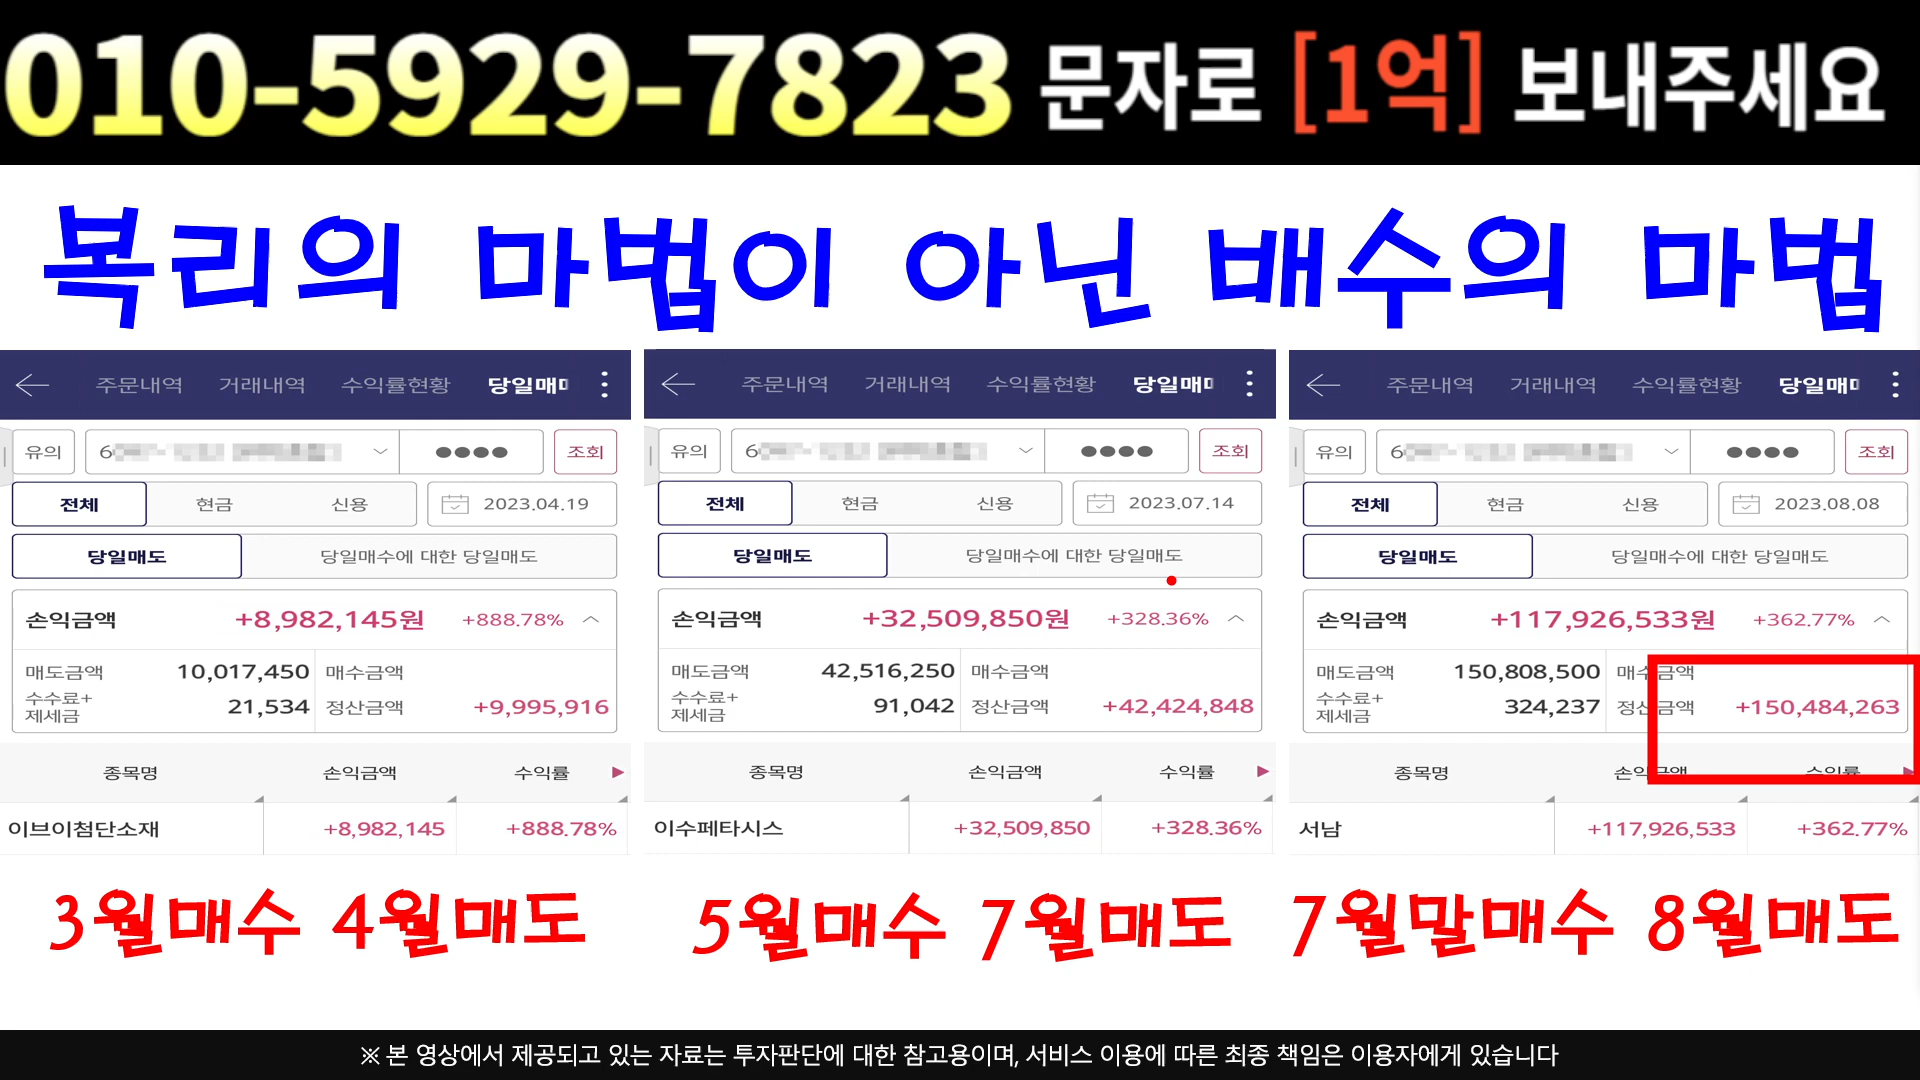 010-5929-7823 문자로 [1억] 보내주세요
복리의 마법이 아닌 배수의 마법
주문내역 거래내역 수익률현황 당일매
유의 6 ●●●● 조회
전체 현금 신용 2023.04.19
당일매도 당일매수에 대한 당일매도
손익금액 +8,982,145원 +888.78%
매도금액 10,017,450 매수금액
수수료+
제세금 21,534 정산금액 +9,995,916
종목명 손익금액 수익률
이브이첨단소재 +8,982,145 +888.78%
3월매수 4월매도
주문내역 거래내역 수익률현황 당일매
유의 6 ●●●● 조회
전체 현금 신용 2023.07.14
당일매도 당일매수에 대한 당일매도
손익금액 +32,509,850원 +328.36%
매도금액 42,516,250 매수금액
수수료+
제세금 91,042 정산금액 +42,424,848
종목명 손익금액 수익률
이수페타시스 +32,509,850 +328.36%
5월매수 7월매도
주문내역 거래내역 수익률현황 당일매
유의 6 ●●●● 조회
전체 현금 신용 2023.08.08
당일매도 당일매수에 대한 당일매도
손익금액 +117,926,533원 +362.77%
매도금액 150,808,500 매수금액
수수료+
제세금 324,237 정산금액 +150,484,263
종목명 손익금액 수익률
서남 +117,926,533 +362.77%
7월말매수 8월매도
※ 본 영상에서 제공되고 있는 자료는 투자판단에 대한 참고용이며, 서비스 이용에 따른 최종 책임은 이용자에게 있습니다